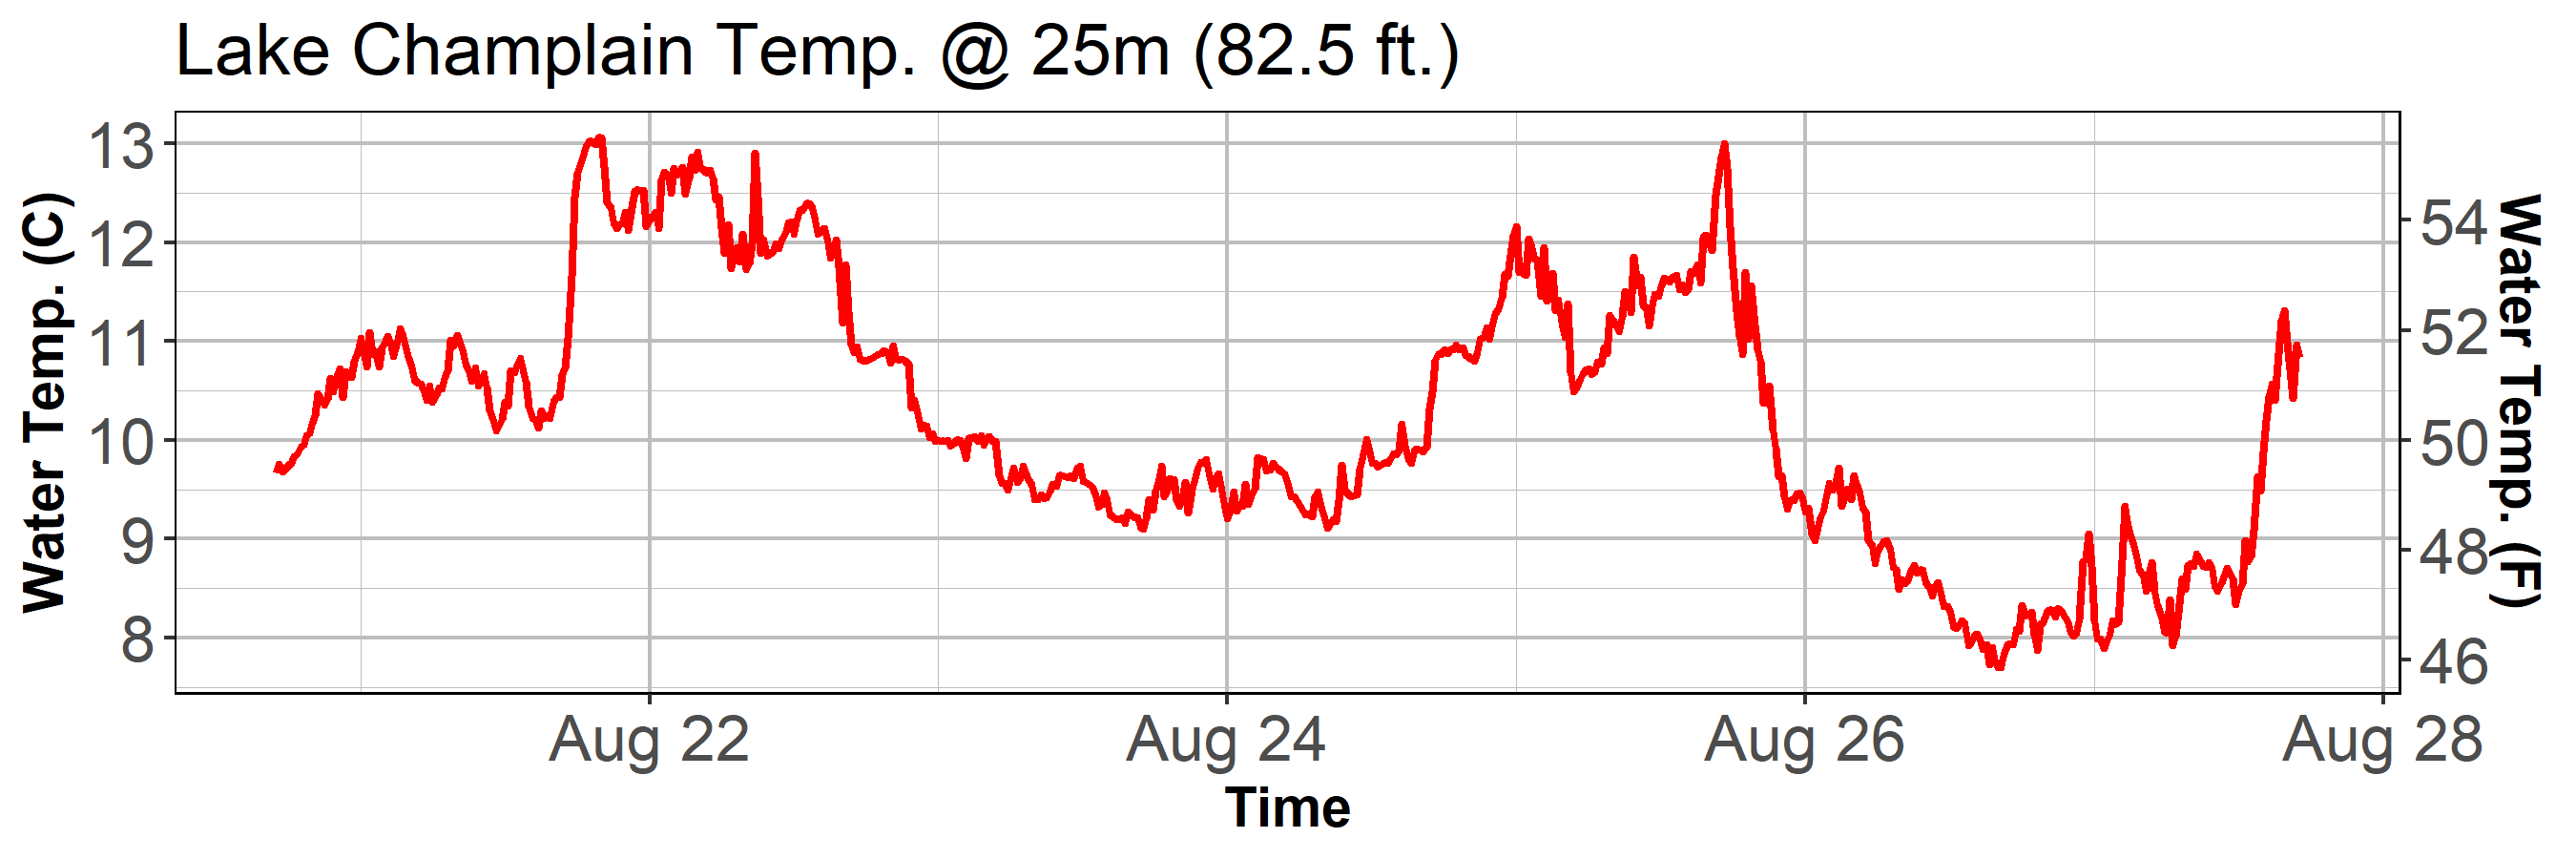 Lake Champlain Temp. @ 25m (82.5 ft.)
Water Temp. (C)
13
12
11
10
9
8
54
52
50
48
46
Water Temp. (F)
Aug 22 Aug 24 Aug 26 Aug 28
Time